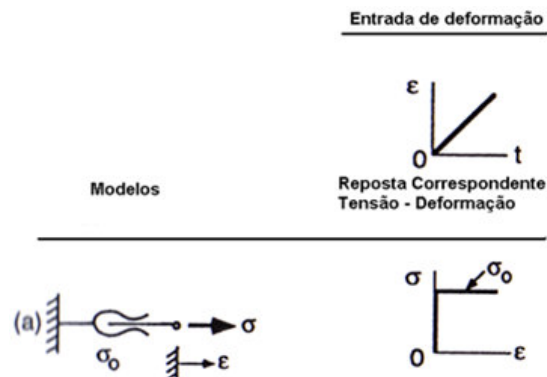 Entrada de deformação
ε
0 t
Modelos
Reposta Correspondente
Tensão - Deformação
(a) σ₀ σ ε
σ σ₀
0 ε